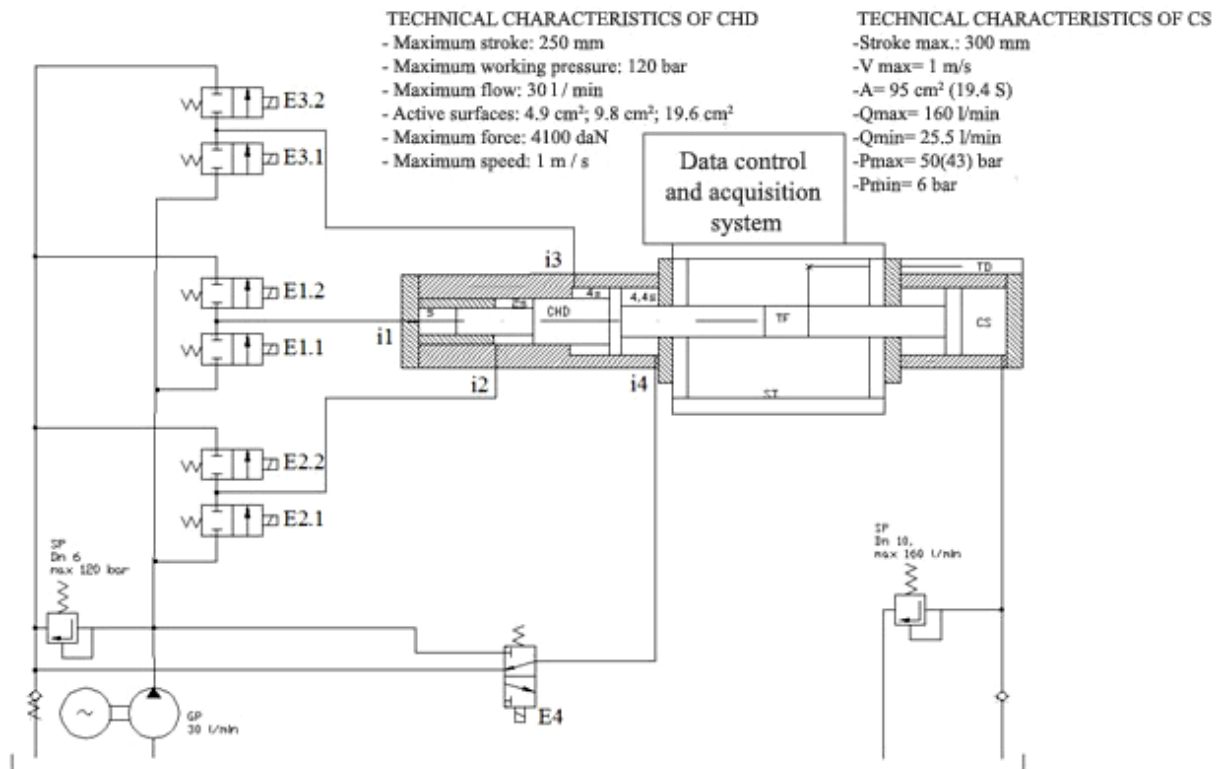 TECHNICAL CHARACTERISTICS OF CHD
- Maximum stroke: 250 mm
- Maximum working pressure: 120 bar
- Maximum flow: 30 l / min
- Active surfaces: 4.9 cm²; 9.8 cm²; 19.6 cm²
- Maximum force: 4100 daN
- Maximum speed: 1 m / s
TECHNICAL CHARACTERISTICS OF CS
-Stroke max.: 300 mm
-V max= 1 m/s
-A= 95 cm² (19.4 S)
-Qmax= 160 l/min
-Qmin= 25,5 l/min
-Pmax= 50(43) bar
-Pmin= 6 bar
E3.2
E3.1
Data control
and acquisition
system
E1.2
E1.1
i3
TD
4s
4,4s
S
2s
CHD
TF
CS
i1
i2
i4
ST
E2.2
E2.1
SP
Dn 6
max 120 bar
SP
Dn 10,
max 160 l/min
GP
30 l/min
E4